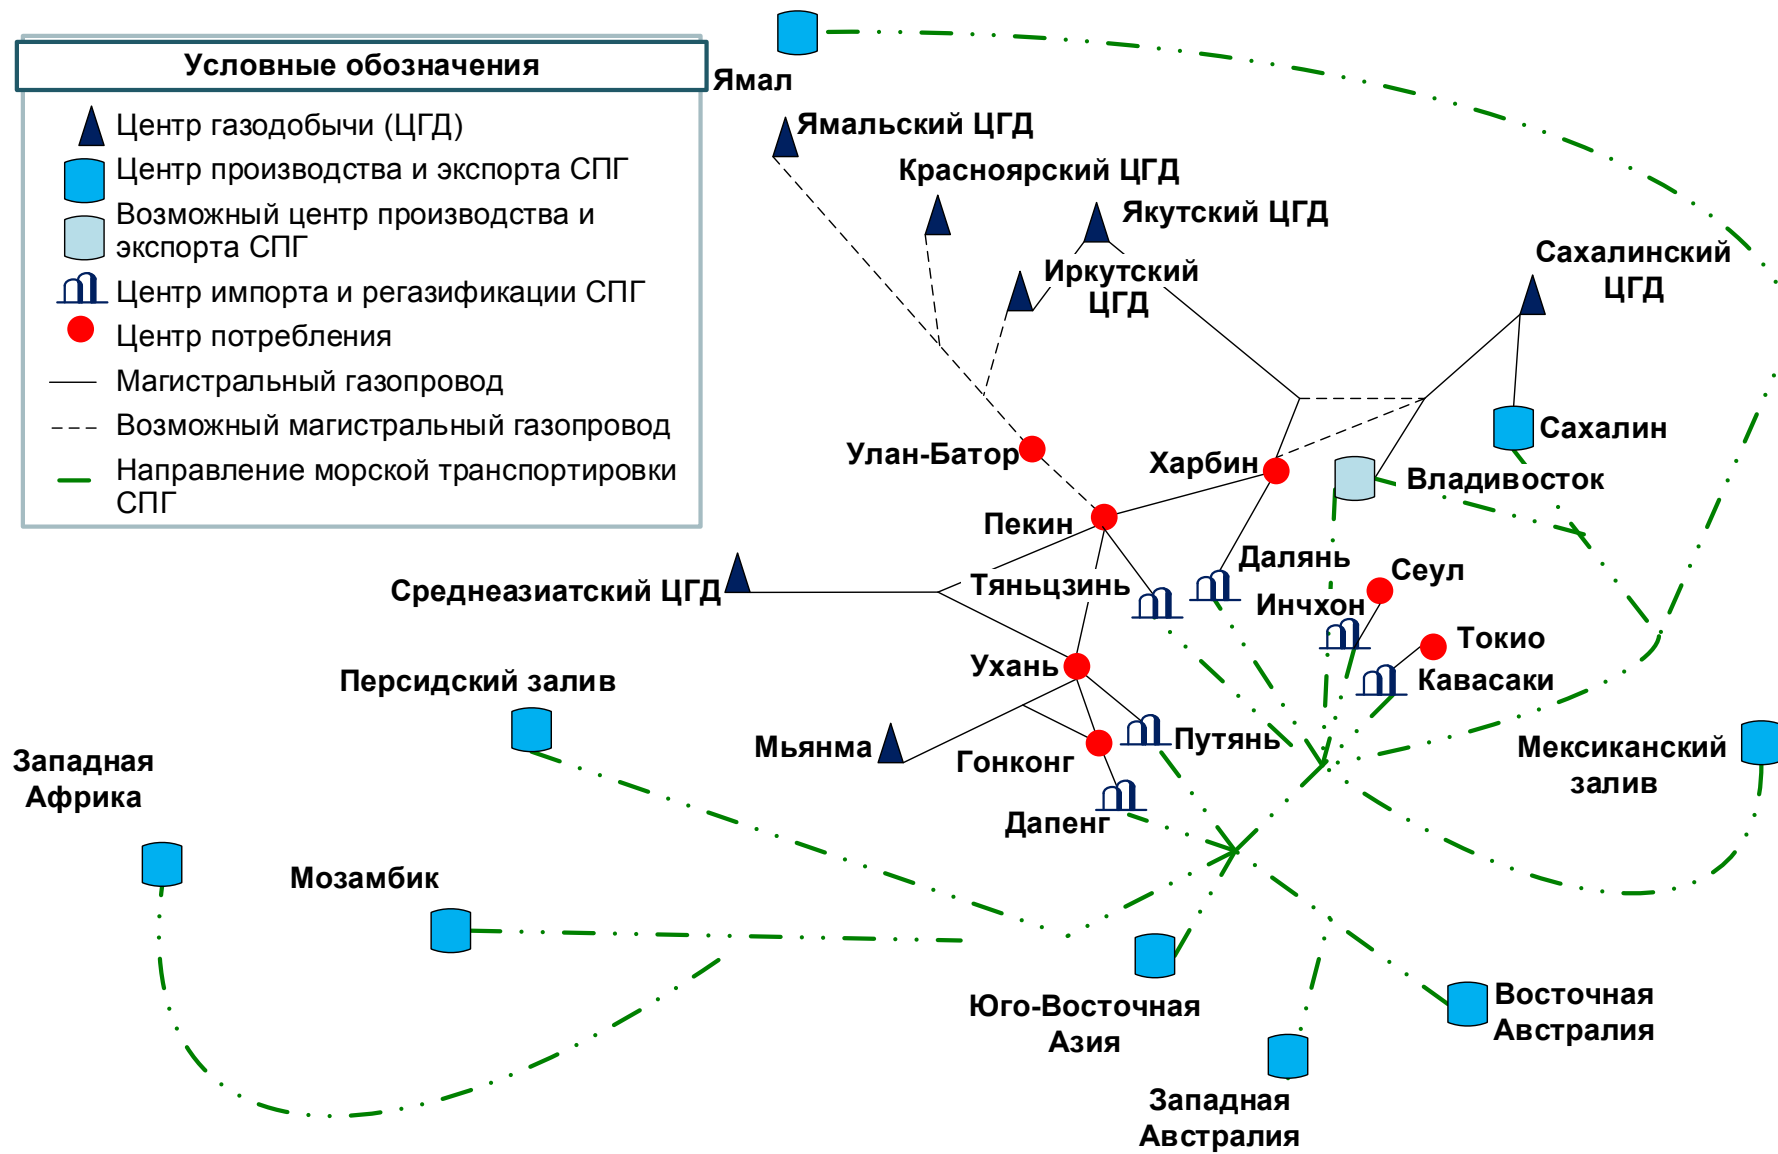 Условные обозначения
Центр газодобычи (ЦГД)
Центр производства и экспорта СПГ
Возможный центр производства и
экспорта СПГ
Центр импорта и регазификации СПГ
Центр потребления
Магистральный газопровод
Возможный магистральный газопровод
Направление морской транспортировки
СПГ
Ямал
Ямальский ЦГД
Красноярский ЦГД
Якутский ЦГД
Иркутский
ЦГД
Сахалинский
ЦГД
Сахалин
Улан-Батор
Харбин
Владивосток
Пекин
Далянь
Тяньцзинь
Сеул
Инчхон
Среднеазиатский ЦГД
Токио
Ухань
Кавасаки
Персидский залив
Мьянма
Гонконг
Путянь
Мексиканский
залив
Западная
Африка
Дапенг
Мозамбик
Юго-Восточная
Азия
Восточная
Австралия
Западная
Австралия